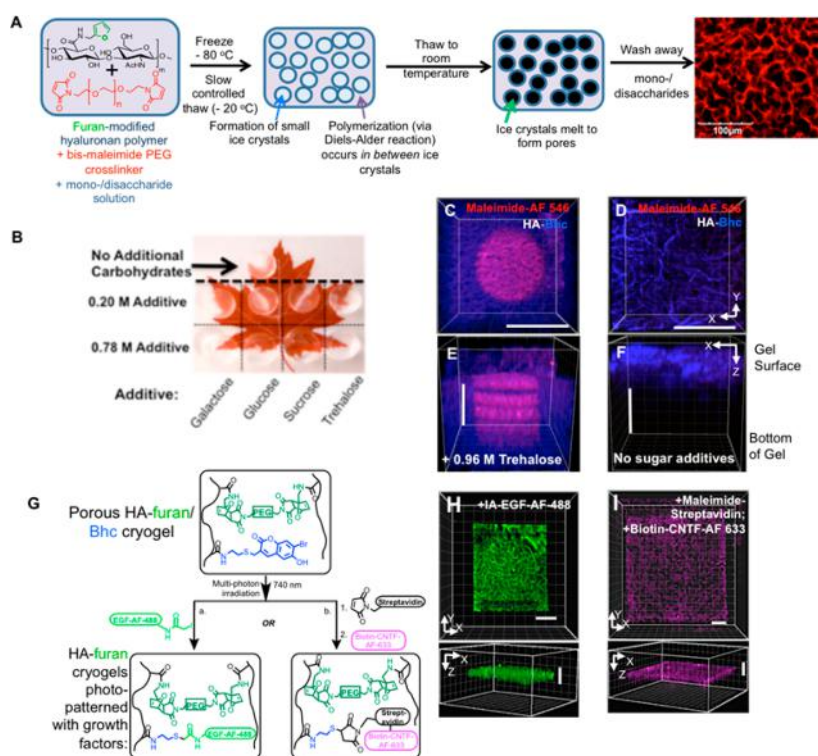 A
Freeze
- 80 °C
Slow
controlled
thaw (- 20 °C)
Thaw to
room
temperature
Wash away
mono-/
disaccharides
100μm
Furan-modified
hyaluronan polymer
+ bis-maleimide PEG
crosslinker
+ mono-/disaccharide
solution
Formation of small
ice crystals
Polymerization (via
Diels-Alder reaction)
occurs in between ice
crystals
Ice crystals melt to
form pores
B
No Additional
Carbohydrates
0.20 M Additive
0.78 M Additive
Additive:
Galactose
Glucose
Sucrose
Trehalose
C
Maleimide-AF 546
HA-Bhc
D
Maleimide-AF 546
HA-Bhc
Y
X
E
+ 0.96 M Trehalose
F
X
Z
No sugar additives
Gel
Surface
Bottom
of Gel
G
Porous HA-furan/
Bhc cryogel
PEG
Multi-photon
irradiation
740 nm
a.
OR
b.
1.
Streptavidin
2.
Biotin-CNTF-
AF-633
EGF-AF-488
HA-furan
cryogels
photo-
patterned
with growth
factors:
PEG
EGF-AF-488
PEG
Strept-
avidin
Biotin-CNTF-
AF-633
H
+IA-EGF-AF-488
Y
X
X
Z
I
+Maleimide-
Streptavidin;
+Biotin-CNTF-AF 633
Y
X
X
Z